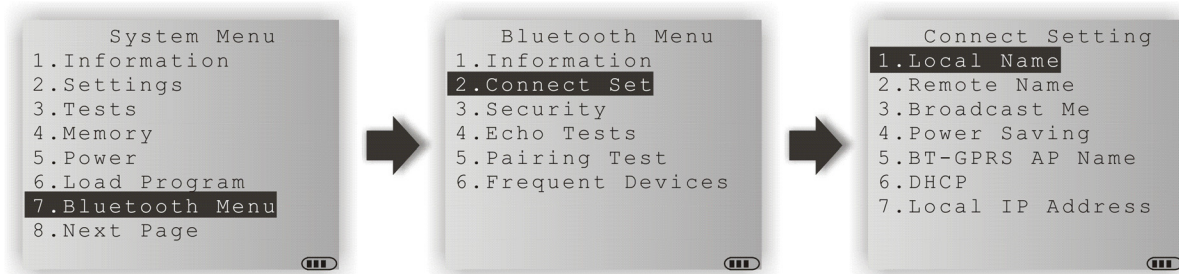 System Menu
1.Information
2.Settings
3.Tests
4.Memory
5.Power
6.Load Program
7.Bluetooth Menu
8.Next Page
Bluetooth Menu
1.Information
2.Connect Set
3.Security
4.Echo Tests
5.Pairing Test
6.Frequent Devices
Connect Setting
1.Local Name
2.Remote Name
3.Broadcast Me
4.Power Saving
5.BT-GPRS AP Name
6.DHCP
7.Local IP Address